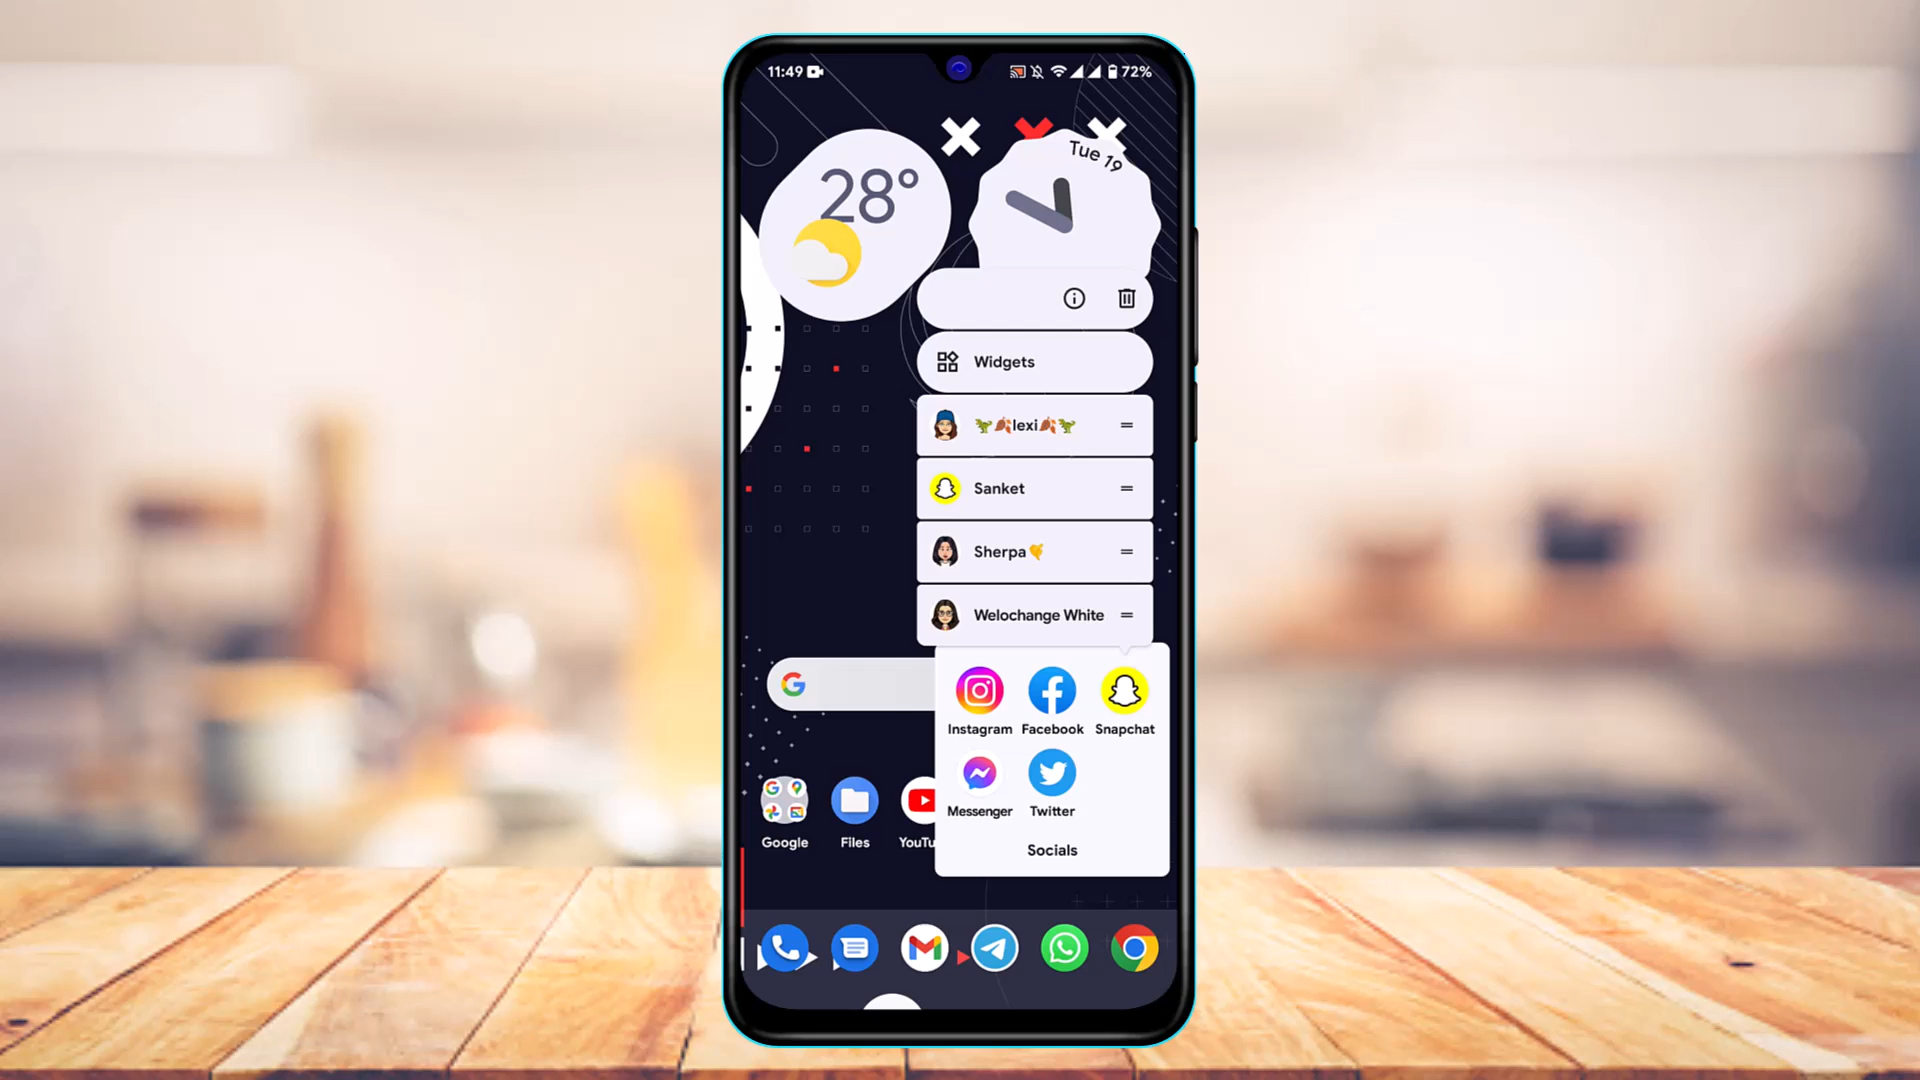 11:49
72%
28°
Tue 19
Widgets
🦖🍂lexi🍂🦖
Sanket
Sherpa
Welochange White
Instagram Facebook Snapchat
Messenger Twitter
Socials
Google Files YouTu